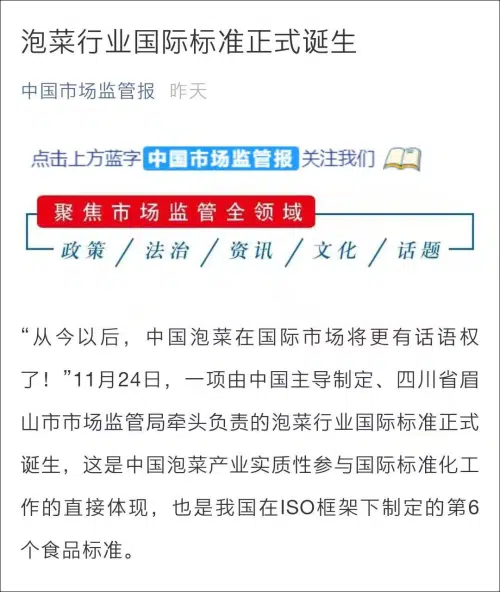 泡菜行业国际标准正式诞生
中国市场监管报 昨天
点击上方蓝字中国市场监管报关注我们
聚焦市场监管全领域
政策 / 法治 / 资讯 / 文化 / 话题
“从今以后，中国泡菜在国际市场将更有话语权
了！”11月24日，一项由中国主导制定、四川省眉
山市市场监管局牵头负责的泡菜行业国际标准正式
诞生，这是中国泡菜产业实质性参与国际标准化工
作的直接体现，也是我国在ISO框架下制定的第6
个食品标准。